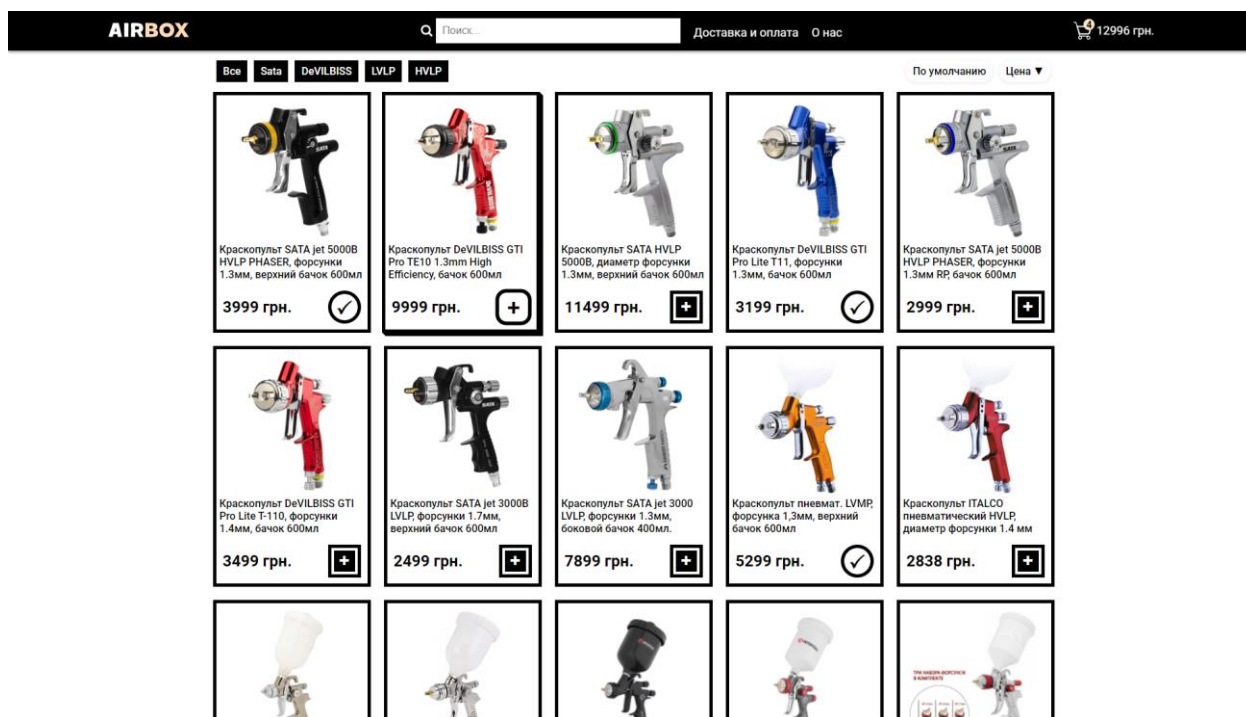 AIRBOX
Поиск...
Доставка и оплата О нас
4
12996 грн.
Все Sata DeVILBISS LVLP HVLP
По умолчанию Цена ▼
Краскопульт SATA jet 5000B
HVLP PHASER, форсунки
1.3мм, верхний бачок 600мл
3999 грн.
Краскопульт DeVILBISS GTI
Pro TE10 1.3mm High
Efficiency, бачок 600мл
9999 грн.
Краскопульт SATA HVLP
5000B, диаметр форсунки
1.3мм, верхний бачок 600мл
11499 грн.
Краскопульт DeVILBISS GTI
Pro Lite T11, форсунки
1.3мм, бачок 600мл
3199 грн.
Краскопульт SATA jet 5000B
HVLP PHASER, форсунки
1.3мм RP, бачок 600мл
2999 грн.
Краскопульт DeVILBISS GTI
Pro Lite T-110, форсунки
1.4мм, бачок 600мл
3499 грн.
Краскопульт SATA jet 3000B
LVLP, форсунки 1.7мм,
верхний бачок 600мл
2499 грн.
Краскопульт SATA jet 3000
LVLP, форсунки 1.3мм,
боковой бачок 400мл.
7899 грн.
Краскопульт пневмат. LVMP,
форсунка 1,3мм, верхний
бачок 600мл
5299 грн.
Краскопульт ITALCO
пневматический HVLP,
диаметр форсунки 1.4 мм
2838 грн.
ТРИ НАБОРА ФОРСУНОК
В КОМПЛЕКТЕ